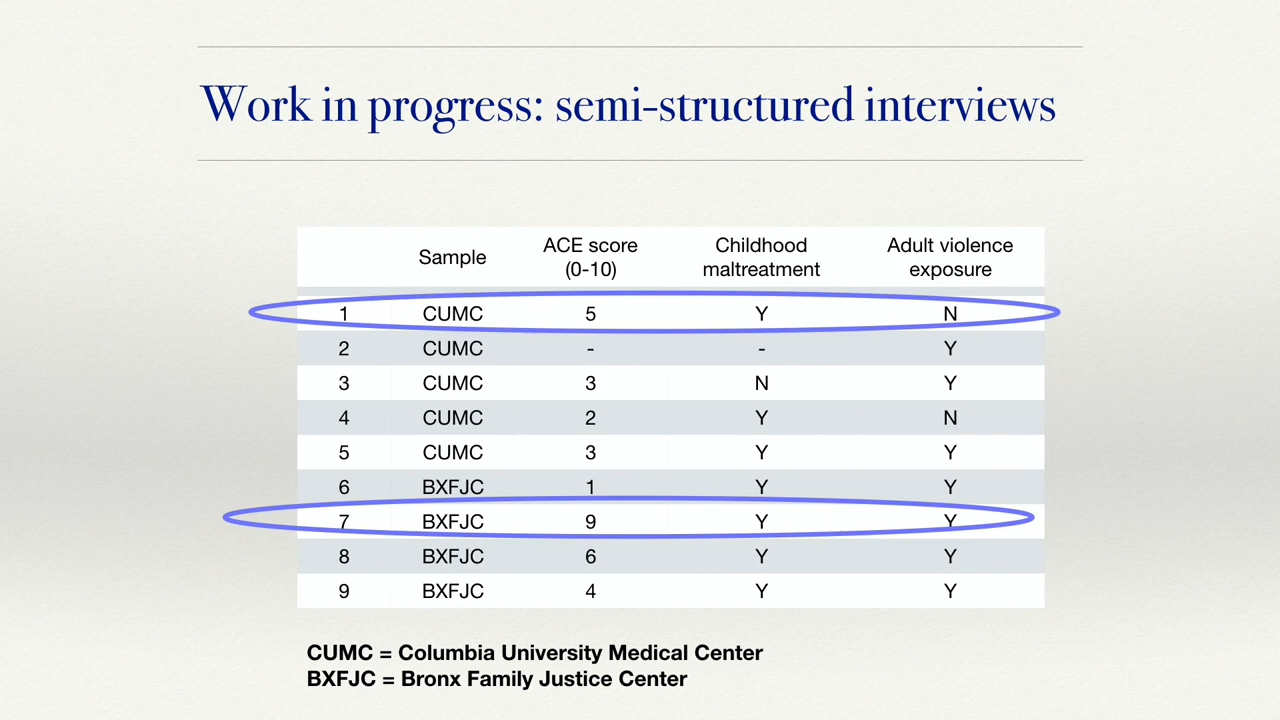 Work in progress: semi-structured interviews
Sample ACE score (0-10) Childhood maltreatment Adult violence exposure
1 CUMC 5 Y N
2 CUMC - - Y
3 CUMC 3 N Y
4 CUMC 2 Y N
5 CUMC 3 Y Y
6 BXFJC 1 Y Y
7 BXFJC 9 Y Y
8 BXFJC 6 Y Y
9 BXFJC 4 Y Y
CUMC = Columbia University Medical Center
BXFJC = Bronx Family Justice Center